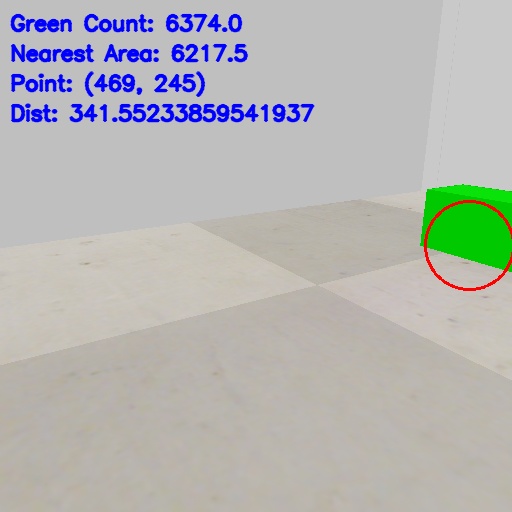 Green Count: 6374.0
Nearest Area: 6217.5
Point: (469, 245)
Dist: 341.55233859541937